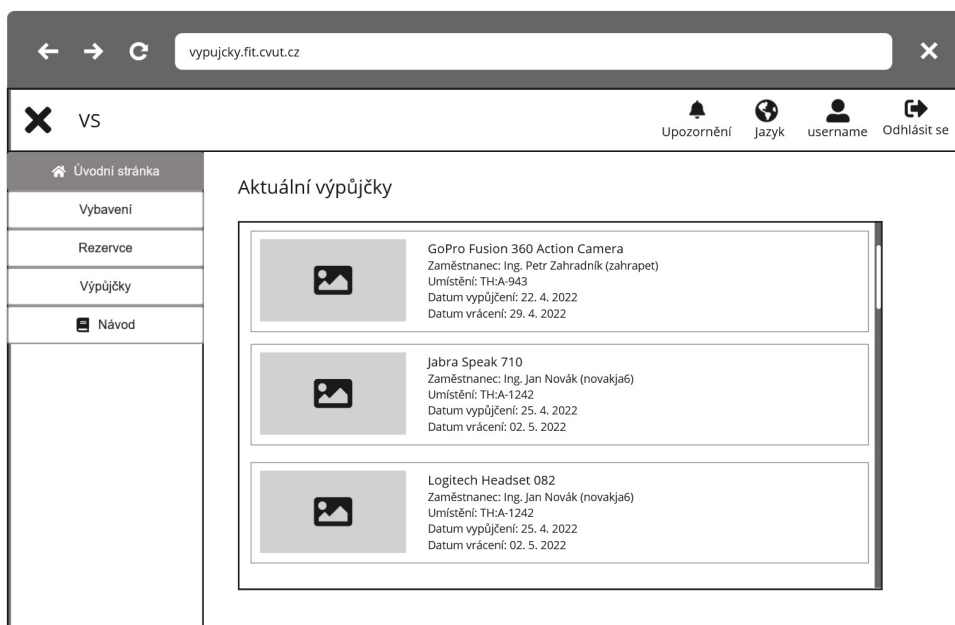 vypujcky.fit.cvut.cz
VS
Upozornění
Jazyk
username
Odhlásit se
Úvodní stránka
Vybavení
Rezervce
Výpůjčky
Návod
Aktuální výpůjčky
GoPro Fusion 360 Action Camera
Zaměstnanec: Ing. Petr Zahradník (zahrapet)
Umístění: TH:A-943
Datum vypůjčení: 22. 4. 2022
Datum vrácení: 29. 4. 2022
Jabra Speak 710
Zaměstnanec: Ing. Jan Novák (novakja6)
Umístění: TH:A-1242
Datum vypůjčení: 25. 4. 2022
Datum vrácení: 02. 5. 2022
Logitech Headset 082
Zaměstnanec: Ing. Jan Novák (novakja6)
Umístění: TH:A-1242
Datum vypůjčení: 25. 4. 2022
Datum vrácení: 02. 5. 2022